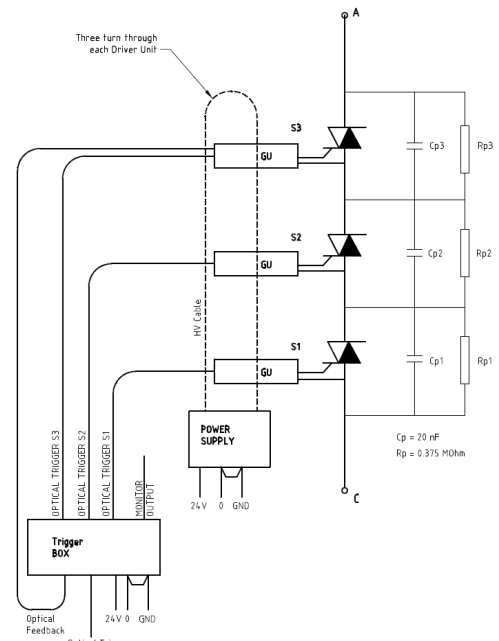 A
Three turn through
each Driver Unit
S3
GU
Cp3
Rp3
S2
GU
Cp2
Rp2
HV Cable
S1
GU
Cp1
Rp1
POWER
SUPPLY
Cp = 20 nF
Rp = 0.375 MOhm
24V
0
GND
C
OPTICAL TRIGGER S3
OPTICAL TRIGGER S2
OPTICAL TRIGGER S1
MONITOR
OUTPUT
Trigger
BOX
Optical
Feedback
24V
0
GND